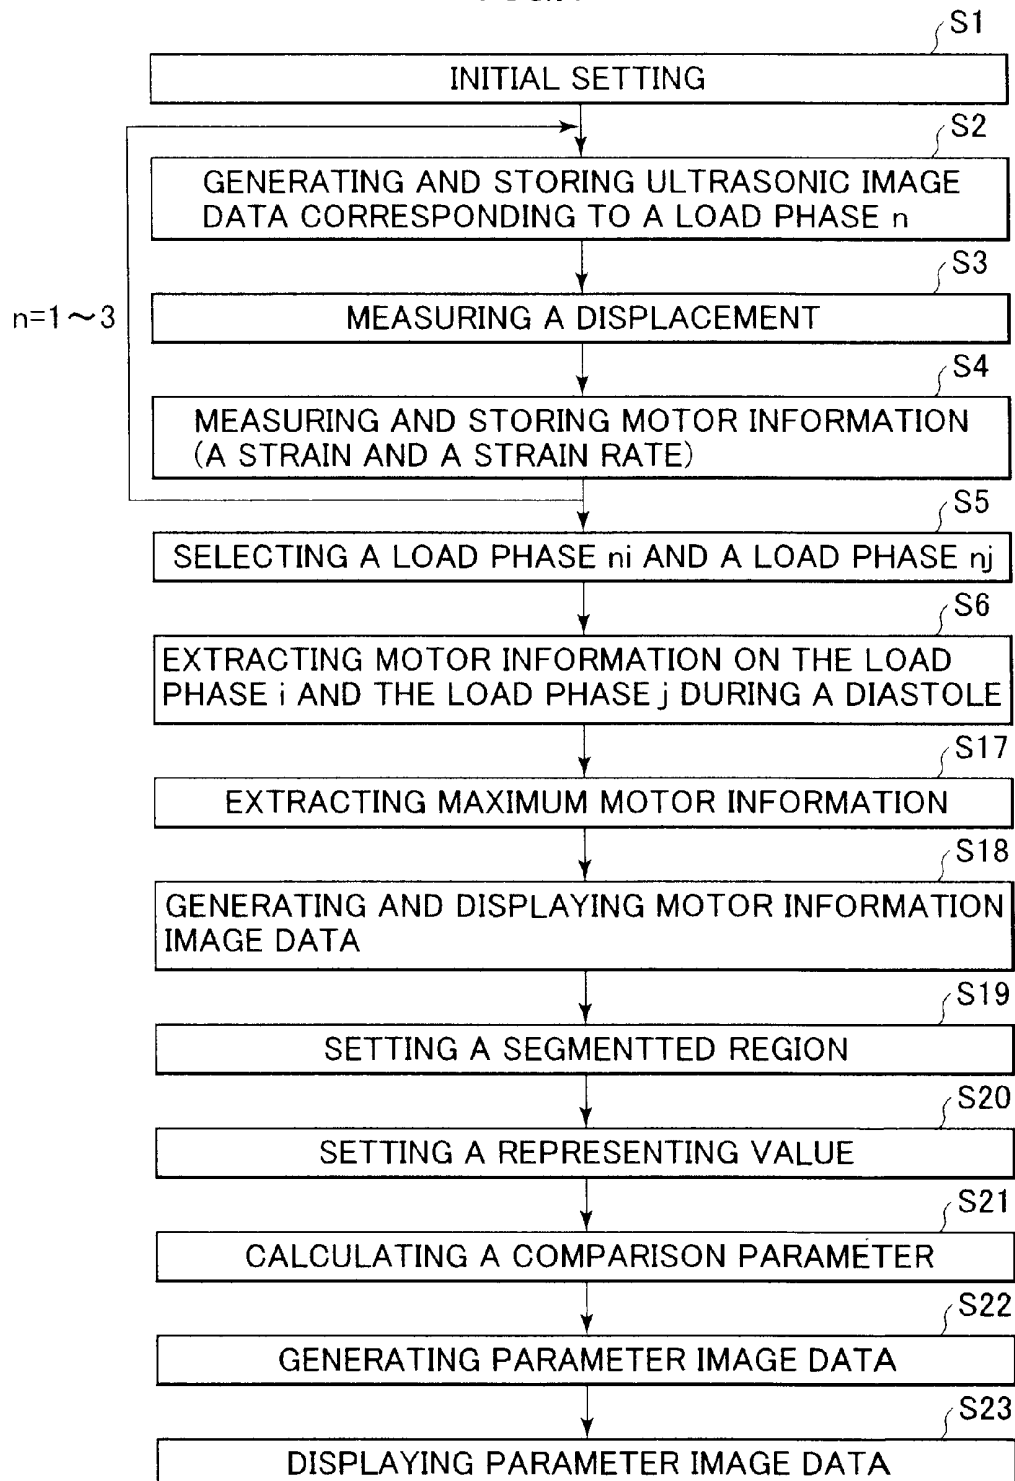 S1
INITIAL SETTING
S2
GENERATING AND STORING ULTRASONIC IMAGE
DATA CORRESPONDING TO A LOAD PHASE n
S3
n=1～3
MEASURING A DISPLACEMENT
S4
MEASURING AND STORING MOTOR INFORMATION
(A STRAIN AND A STRAIN RATE)
S5
SELECTING A LOAD PHASE ni AND A LOAD PHASE nj
S6
EXTRACTING MOTOR INFORMATION ON THE LOAD
PHASE i AND THE LOAD PHASE j DURING A DIASTOLE
S17
EXTRACTING MAXIMUM MOTOR INFORMATION
S18
GENERATING AND DISPLAYING MOTOR INFORMATION
IMAGE DATA
S19
SETTING A SEGMENTTED REGION
S20
SETTING A REPRESENTING VALUE
S21
CALCULATING A COMPARISON PARAMETER
S22
GENERATING PARAMETER IMAGE DATA
S23
DISPLAYING PARAMETER IMAGE DATA